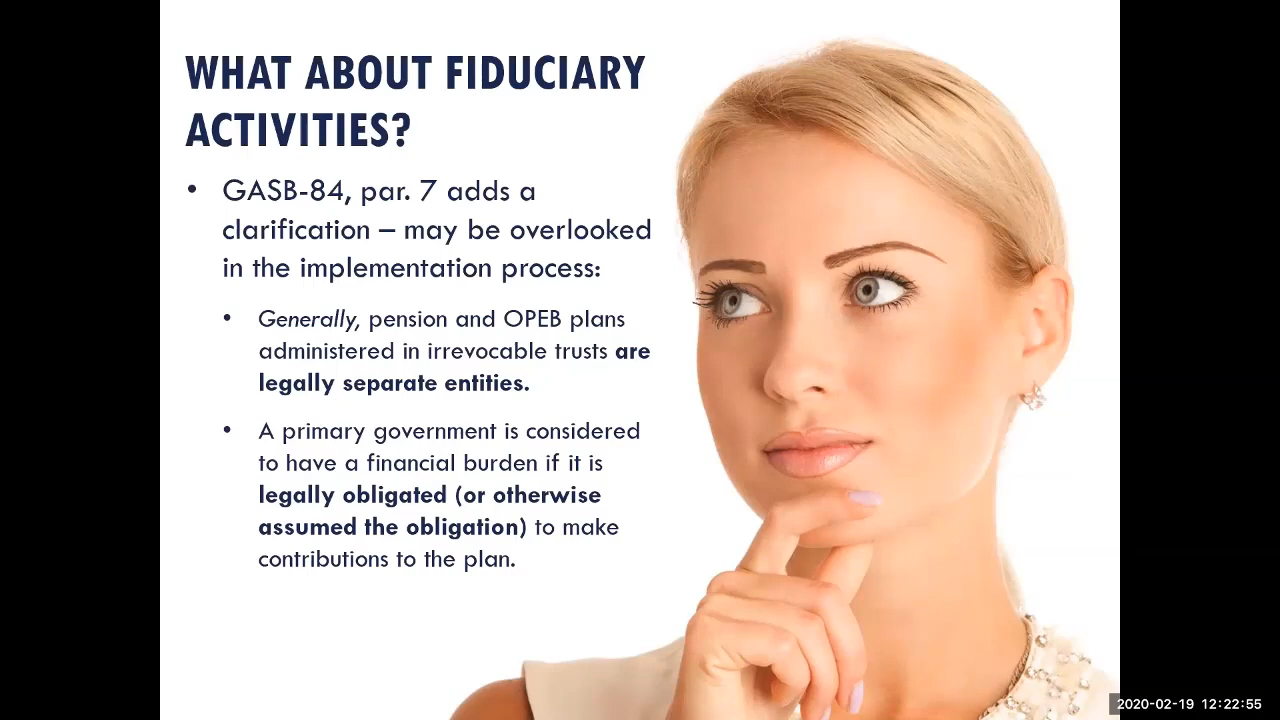 WHAT ABOUT FIDUCIARY
ACTIVITIES?
• GASB-84, par. 7 adds a
clarification – may be overlooked
in the implementation process:
• Generally, pension and OPEB plans
administered in irrevocable trusts are
legally separate entities.
• A primary government is considered
to have a financial burden if it is
legally obligated (or otherwise
assumed the obligation) to make
contributions to the plan.
2020-02-19 12:22:55